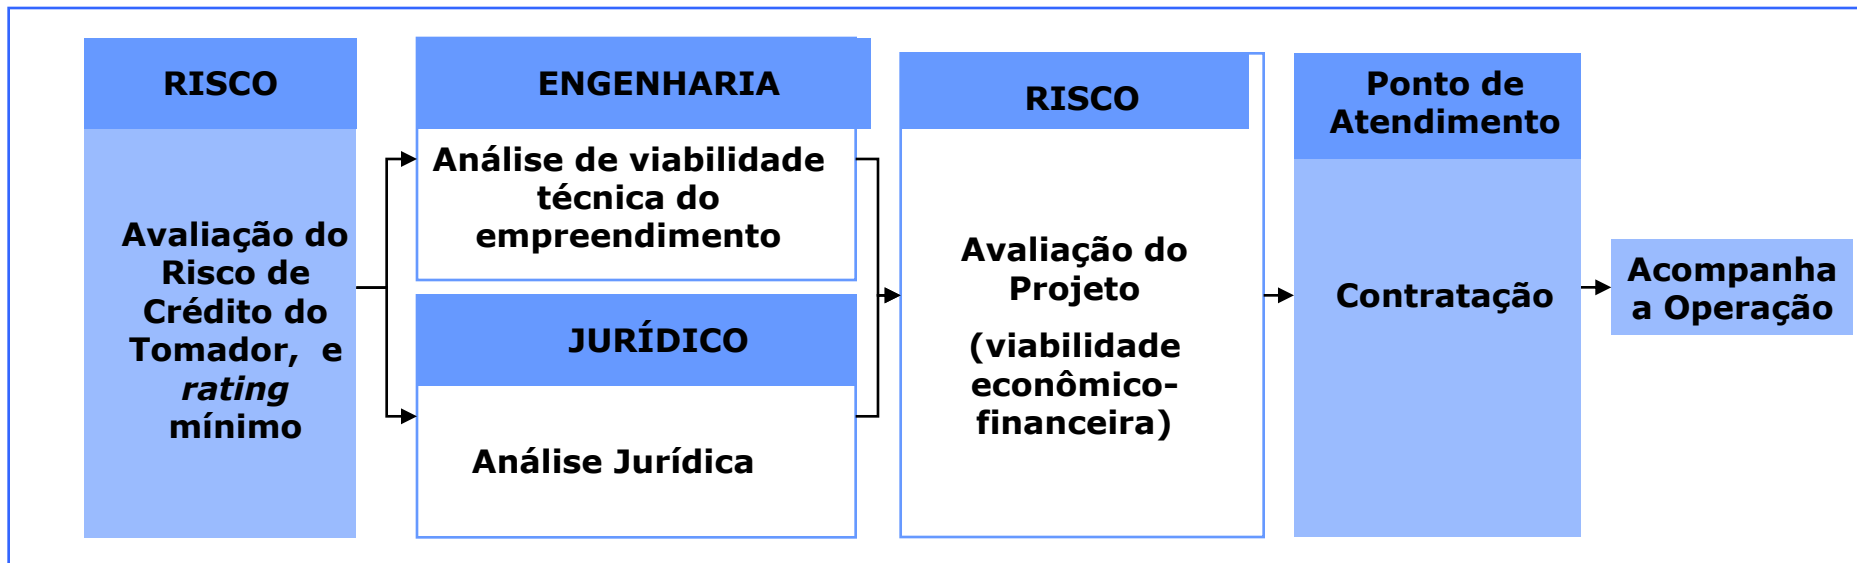 RISCO
Avaliação do
Risco de
Crédito do
Tomador, e
rating
mínimo
ENGENHARIA
Análise de viabilidade
técnica do
empreendimento
JURÍDICO
Análise Jurídica
RISCO
Avaliação do
Projeto
(viabilidade
econômico-
financeira)
Ponto de
Atendimento
Contratação
Acompanha
a Operação